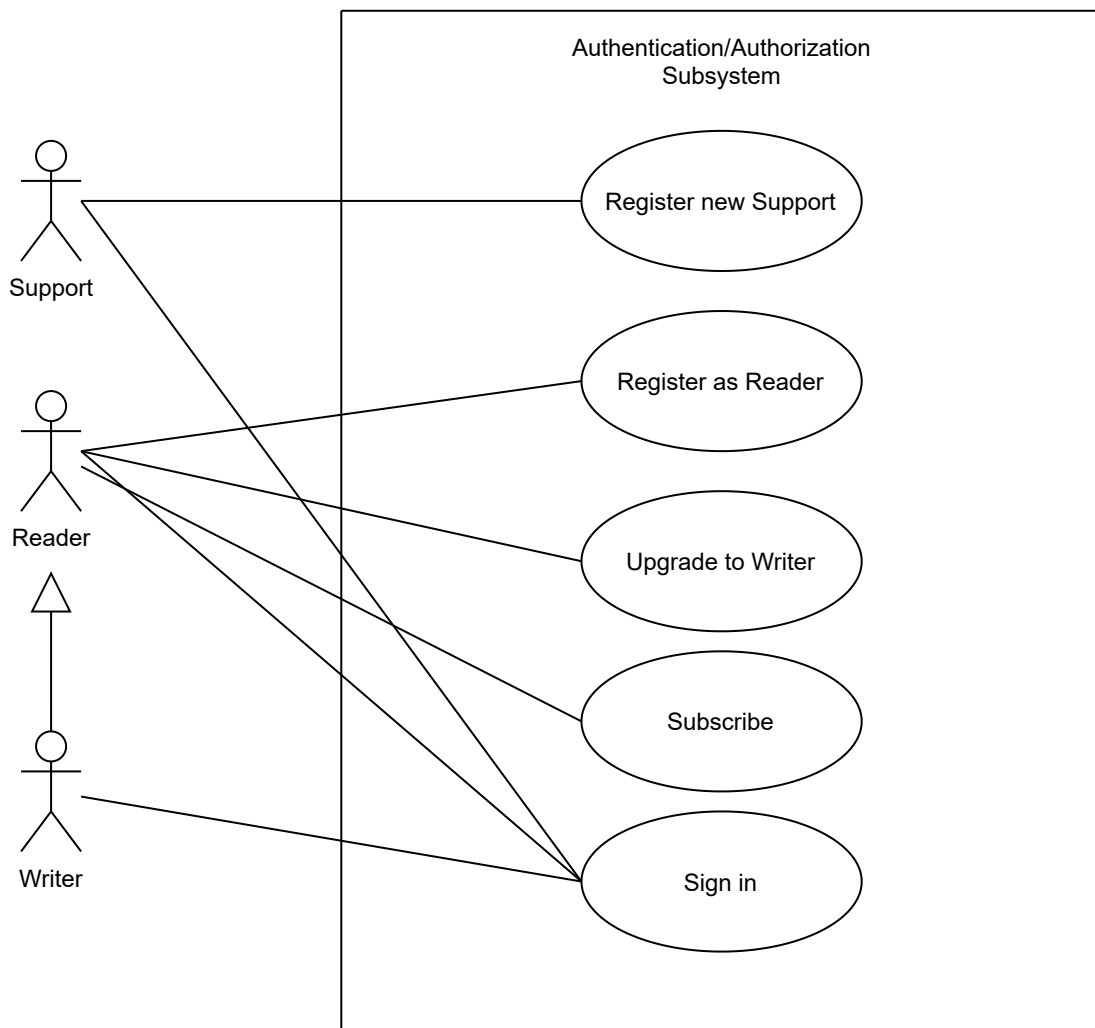 Authentication/Authorization
Subsystem
Register new Support
Support
Register as Reader
Reader
Upgrade to Writer
Subscribe
Writer
Sign in